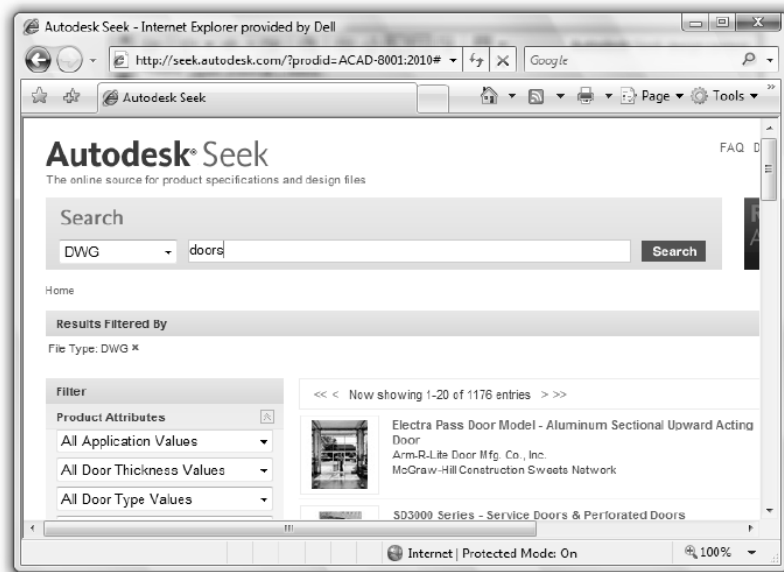 Autodesk Seek - Internet Explorer provided by Dell
http://seek.autodesk.com/?prodid=ACAD-8001:2010#
Google
Autodesk Seek
Page
Tools
Autodesk® Seek
FAQ D
The online source for product specifications and design files
Search
DWG
doors
Search
Home
Results Filtered By
File Type: DWG ×
Filter
<< < Now showing 1-20 of 1176 entries > >>
Product Attributes
All Application Values
All Door Thickness Values
All Door Type Values
Electra Pass Door Model - Aluminum Sectional Upward Acting
Door
Arm-R-Lite Door Mfg. Co., Inc.
McGraw-Hill Construction Sweets Network
SD3000 Series - Service Doors & Perforated Doors
Internet | Protected Mode: On
100%